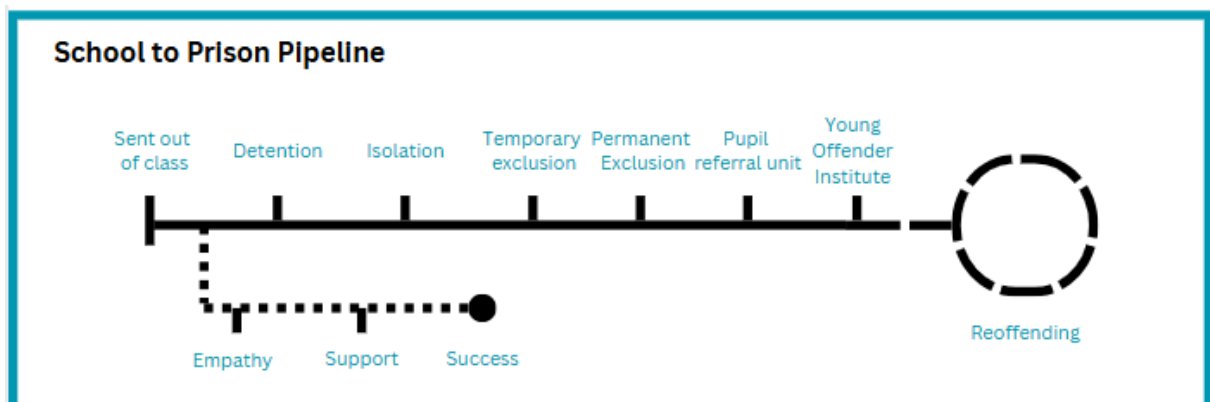 School to Prison Pipeline
Sent out
of class
Detention
Isolation
Temporary
exclusion
Permanent
Exclusion
Pupil
referral unit
Young
Offender
Institute
Reoffending
Empathy
Support
Success